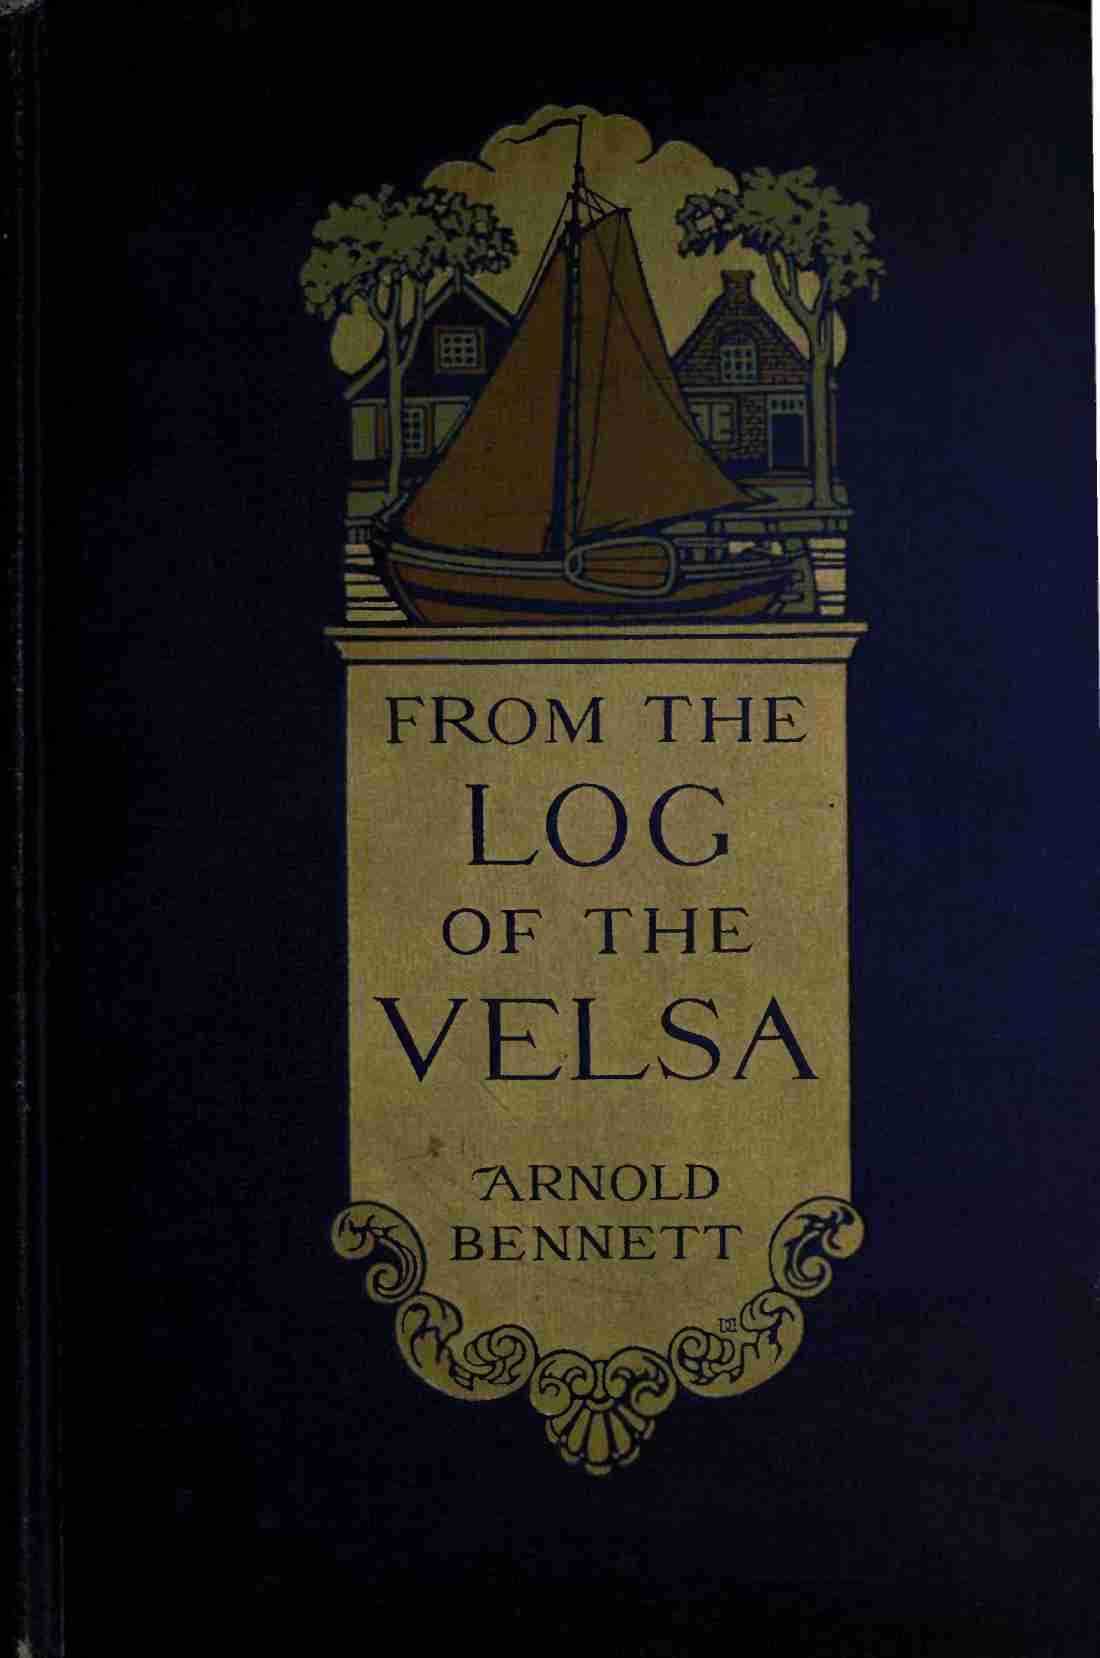 FROM THE
LOG
OF THE
VELSA
ARNOLD
BENNETT